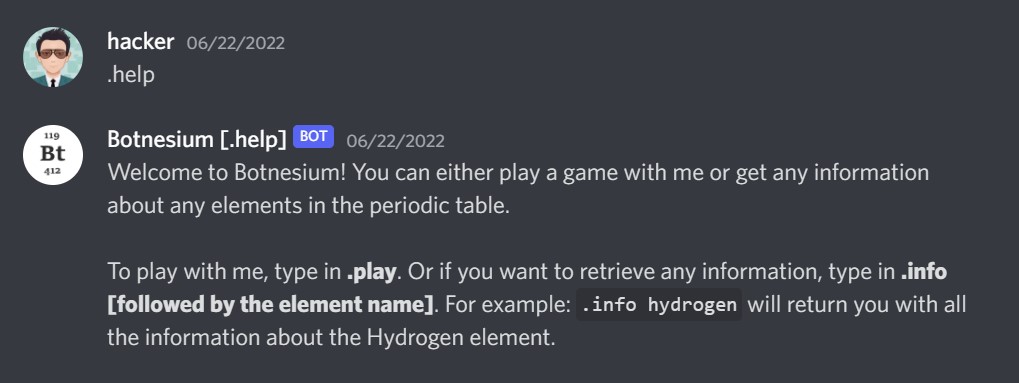 hacker 06/22/2022
.help
119
Bt
412
Botnesium [.help] BOT 06/22/2022
Welcome to Botnesium! You can either play a game with me or get any information
about any elements in the periodic table.
To play with me, type in .play. Or if you want to retrieve any information, type in .info
[followed by the element name]. For example: .info hydrogen will return you with all
the information about the Hydrogen element.